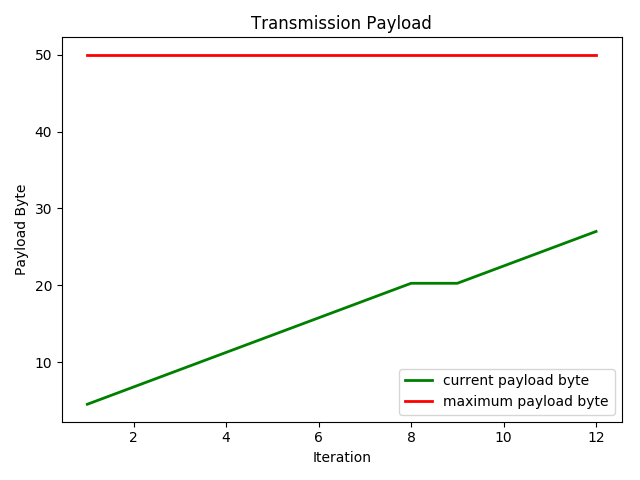 Transmission Payload
50
40
30
20
10
Payload Byte
current payload byte
maximum payload byte
2 4 6 8 10 12
Iteration